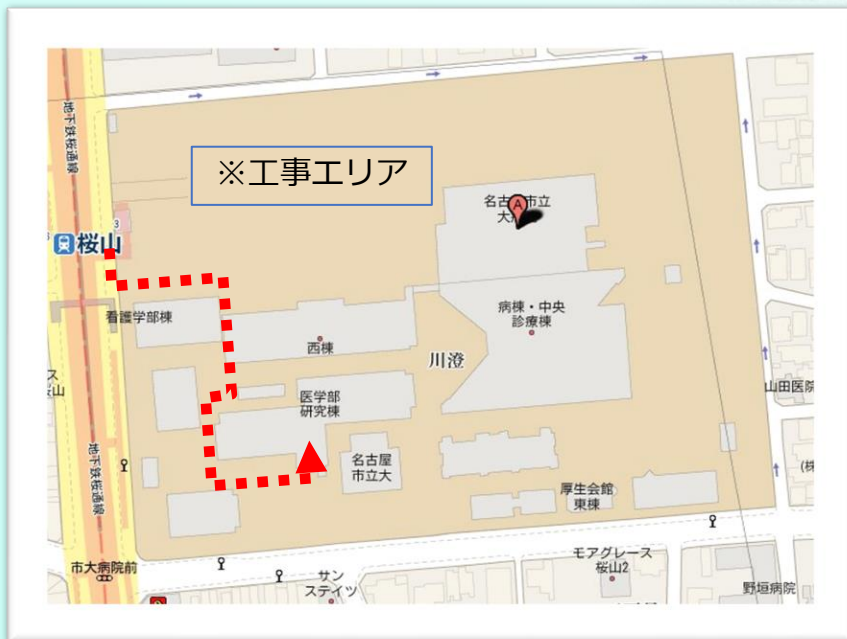 地下鉄桜通線
※工事エリア
名古屋市立
3
桜山
看護学部棟
病棟・中央
診療棟
西棟
川澄
医学部
研究棟
山田医院
名古屋
市立大
地下鉄桜通線
厚生会館
東棟
市大病院前
サン
ステイツ
モアグレース
桜山2
野垣病院
A